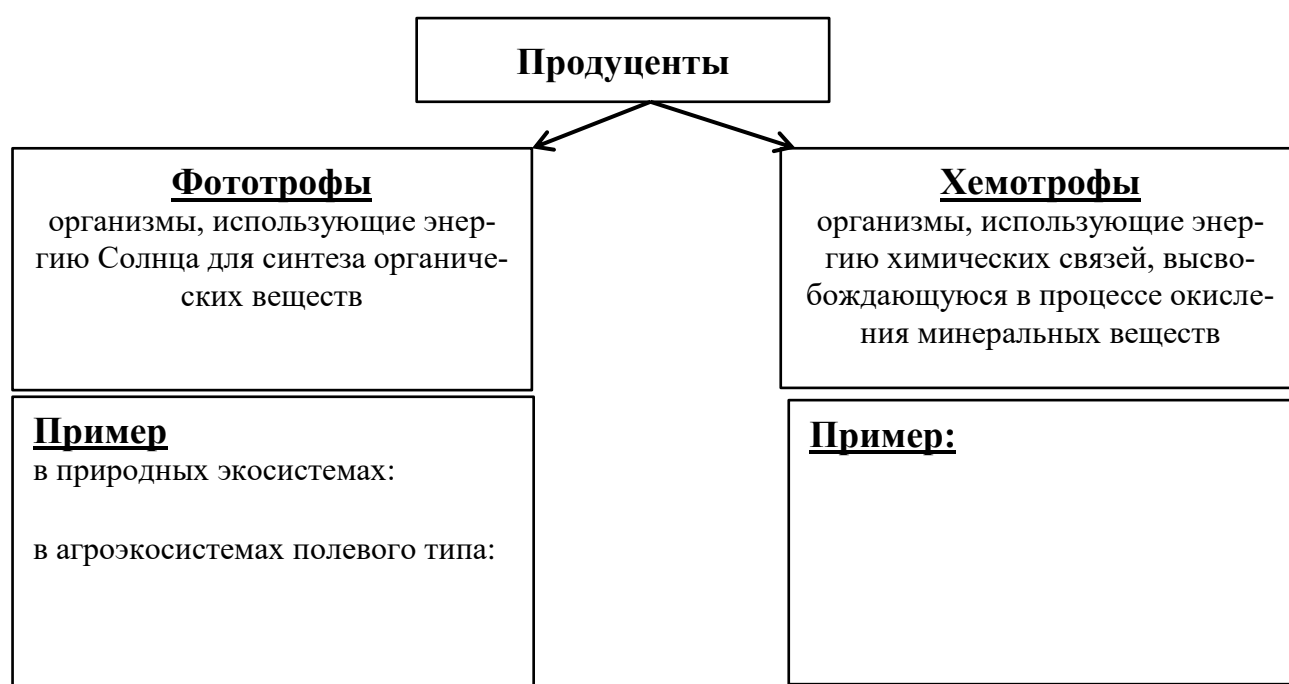 Продуценты
Фототрофы
организмы, использующие энер-
гию Солнца для синтеза органиче-
ских веществ
Хемотрофы
организмы, использующие энер-
гию химических связей, высво-
бождающуюся в процессе окисле-
ния минеральных веществ
Пример
в природных экосистемах:
в агроэкосистемах полевого типа:
Пример: